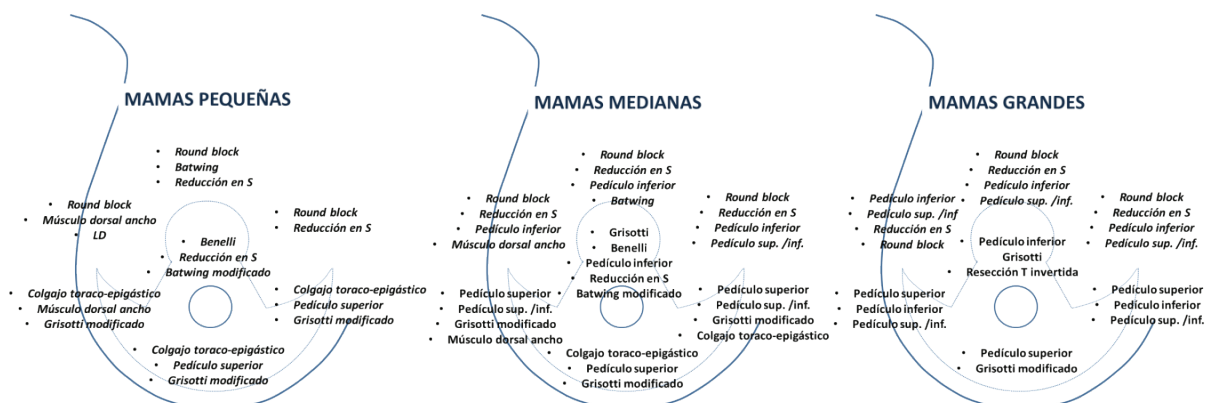 MAMAS PEQUEÑAS
• Round block
• Batwing
• Reducción en S
• Round block
• Músculo dorsal ancho
• LD
• Round block
• Reducción en S
• Benelli
• Reducción en S
• Batwing modificado
• Colgajo toraco-epigástico
• Músculo dorsal ancho
• Grisotti modificado
• Colgajo toraco-epigástico
• Pedículo superior
• Grisotti modificado
• Colgajo toraco-epigástico
• Pedículo superior
• Grisotti modificado
MAMAS MEDIANAS
• Round block
• Reducción en S
• Pedículo inferior
• Batwing
• Round block
• Reducción en S
• Pedículo inferior
• Músculo dorsal ancho
• Round block
• Reducción en S
• Pedículo inferior
• Pedículo sup. /inf.
• Grisotti
• Benelli
• Pedículo inferior
• Reducción en S
• Batwing modificado
• Pedículo superior
• Pedículo sup. /inf.
• Grisotti modificado
• Músculo dorsal ancho
• Pedículo superior
• Pedículo sup. /inf.
• Grisotti modificado
• Colgajo toraco-epigástico
• Colgajo toraco-epigástico
• Pedículo superior
• Grisotti modificado
MAMAS GRANDES
• Round block
• Reducción en S
• Pedículo inferior
• Pedículo sup. /inf.
• Pedículo inferior
• Pedículo sup. /inf
• Reducción en S
• Round block
• Round block
• Reducción en S
• Pedículo inferior
• Pedículo sup. /inf.
• Pedículo inferior
• Grisotti
• Resección T invertida
• Pedículo superior
• Pedículo inferior
• Pedículo sup. /inf.
• Pedículo superior
• Pedículo inferior
• Pedículo sup. /inf.
• Pedículo superior
• Grisotti modificado